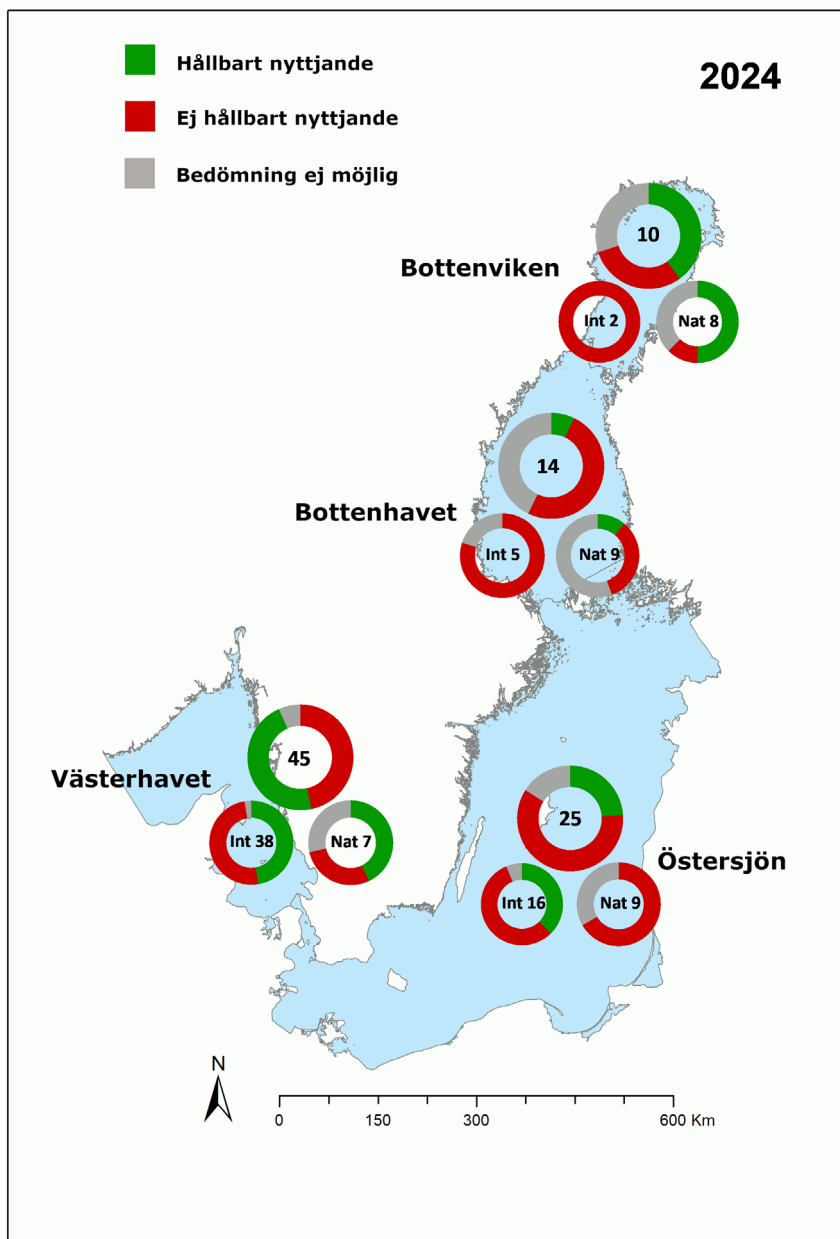 Hållbart nyttjande
2024
Ej hållbart nyttjande
Bedömning ej möjlig
10
Bottenviken
Int 2
Nat 8
14
Bottenhavet
Int 5
Nat 9
45
Västerhavet
Int 38
Nat 7
25
Östersjön
Int 16
Nat 9
N
0 150 300 600 Km